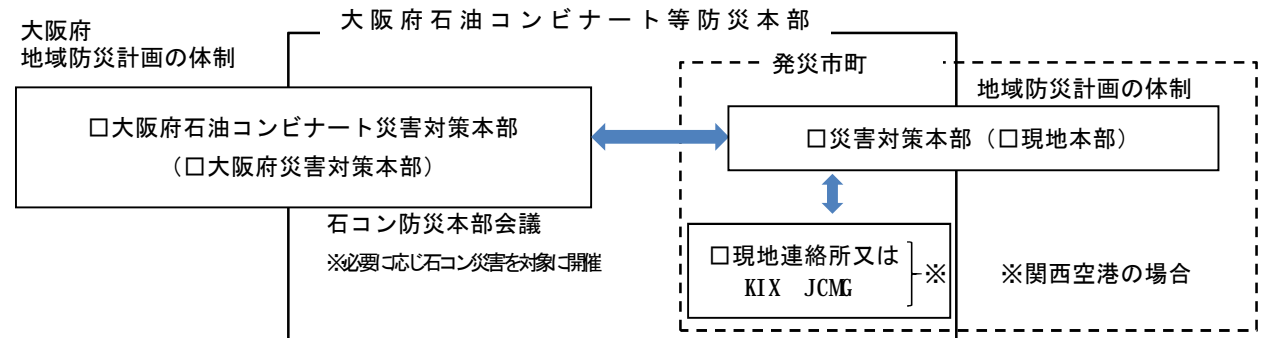 大阪府石油コンビナート等防災本部
大阪府
地域防災計画の体制
発災市町
地域防災計画の体制
□大阪府石油コンビナート災害対策本部
（□大阪府災害対策本部）
□災害対策本部（□現地本部）
石コン防災本部会議
※必要に応じ石コン災害を対象に開催
□現地連絡所又は
KIX JCMG
※
※関西空港の場合